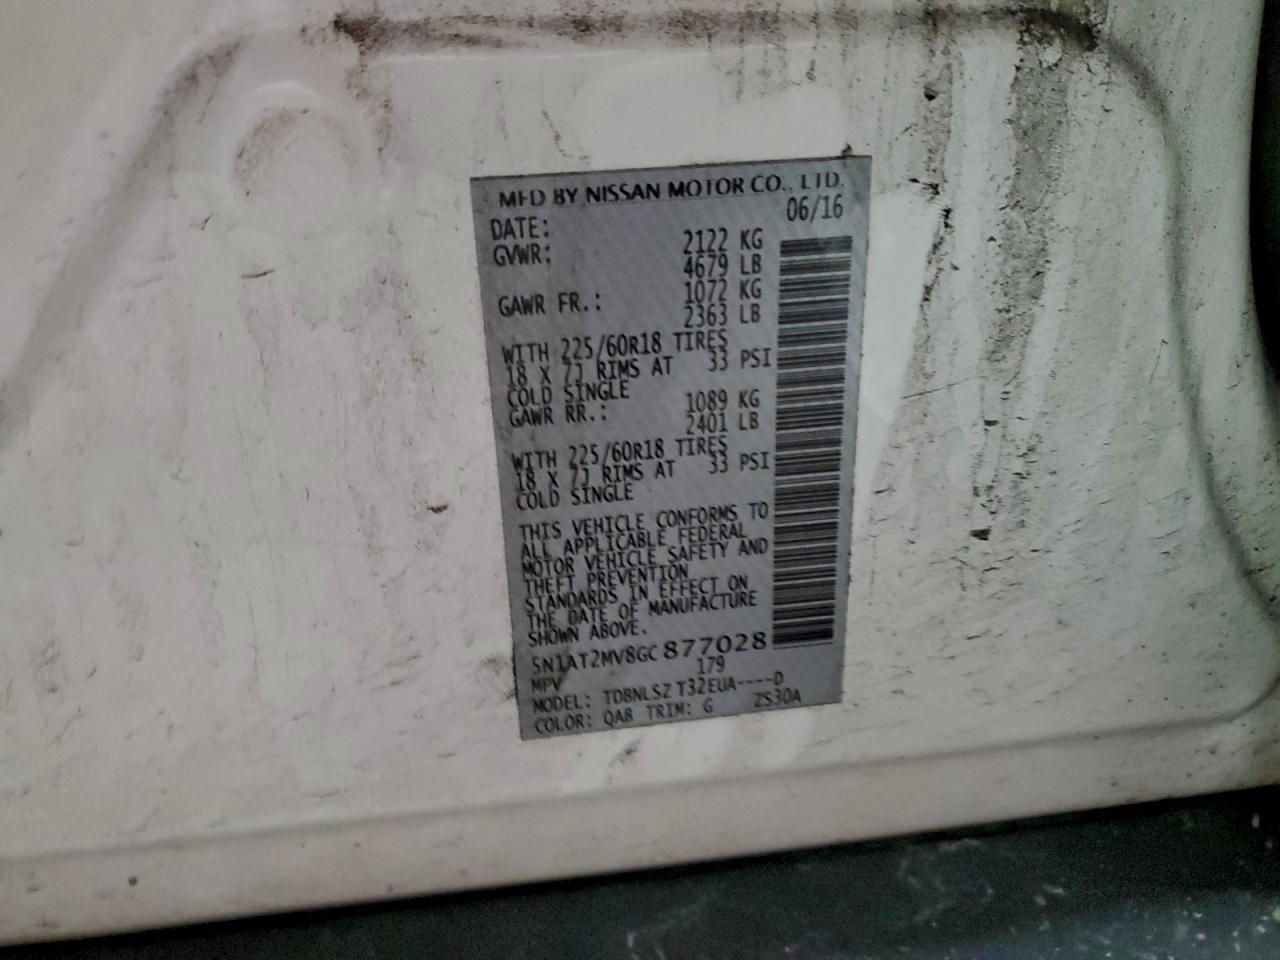 MFD BY NISSAN MOTOR CO., LTD.
DATE: 06/16
GVWR: 2122 KG
4679 LB
GAWR FR.: 1072 KG
2363 LB
WITH 225/60R18 TIRES
18 X 7J RIMS AT 33 PSI
COLD SINGLE
GAWR RR.: 1089 KG
2401 LB
WITH 225/60R18 TIRES
18 X 7J RIMS AT 33 PSI
COLD SINGLE
THIS VEHICLE CONFORMS TO
ALL APPLICABLE FEDERAL
MOTOR VEHICLE SAFETY AND
THEFT PREVENTION
STANDARDS IN EFFECT ON
THE DATE OF MANUFACTURE
SHOWN ABOVE.
5N1AT2MV8GC877028
MPV 179
MODEL: TDBNLSZ T32EUA----D
COLOR: QAB TRIM: G ZS30A